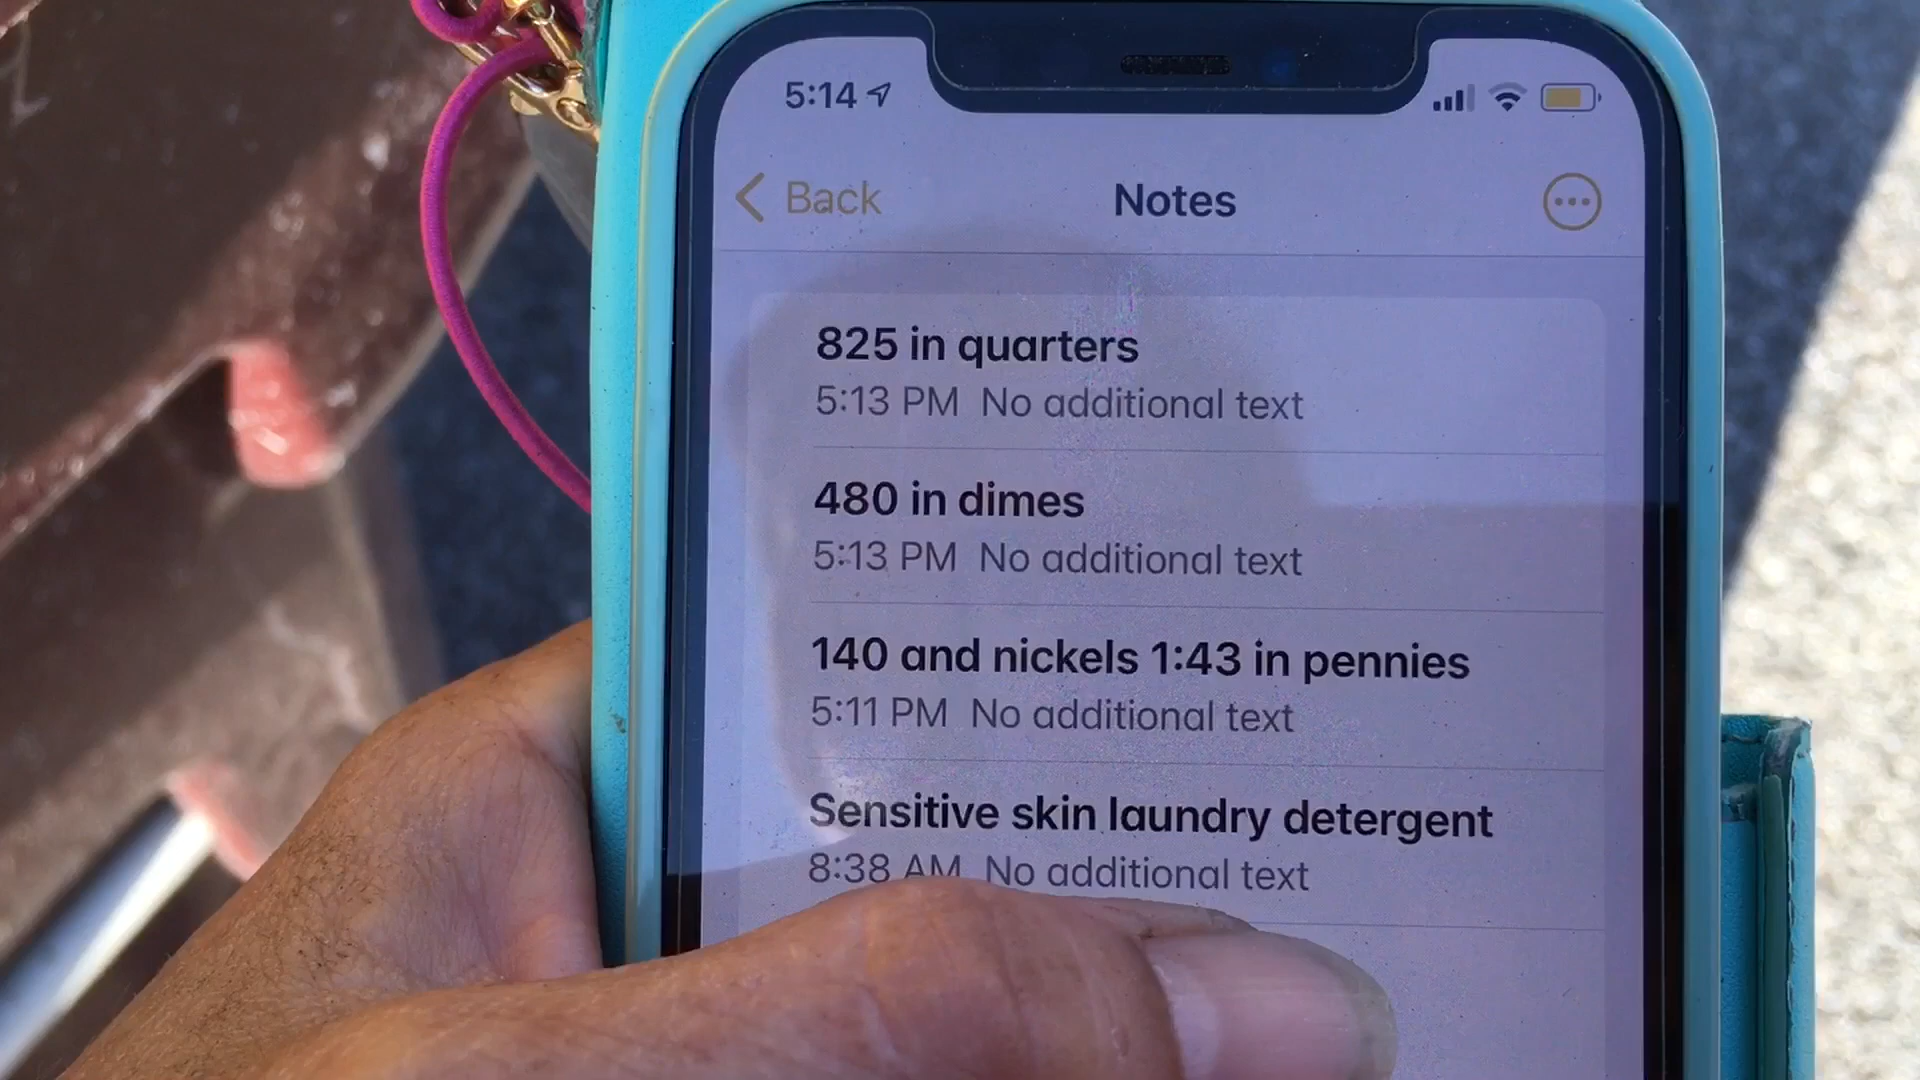 5:14
Back
Notes
825 in quarters
5:13 PM No additional text
480 in dimes
5:13 PM No additional text
140 and nickels 1:43 in pennies
5:11 PM No additional text
Sensitive skin laundry detergent
8:38 AM No additional text